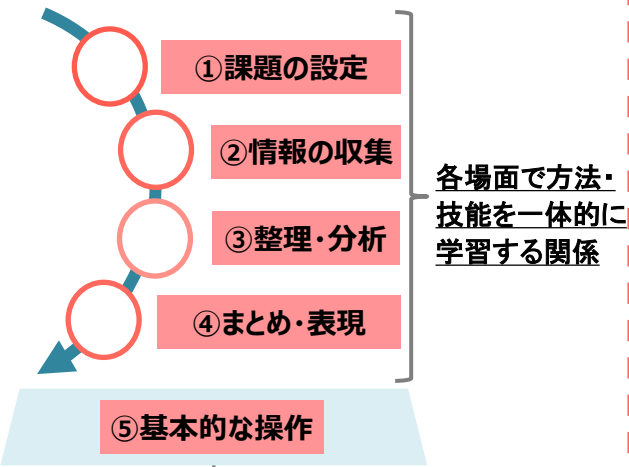 ①課題の設定
②情報の収集
③整理・分析
④まとめ・表現
各場面で方法・
技能を一体的に
学習する関係
⑤基本的な操作